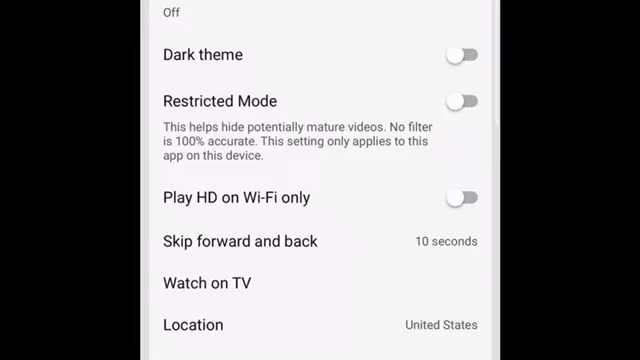 Off
Dark theme
Restricted Mode
This helps hide potentially mature videos. No filter
is 100% accurate. This setting only applies to this
app on this device.
Play HD on Wi-Fi only
Skip forward and back 10 seconds
Watch on TV
Location United States